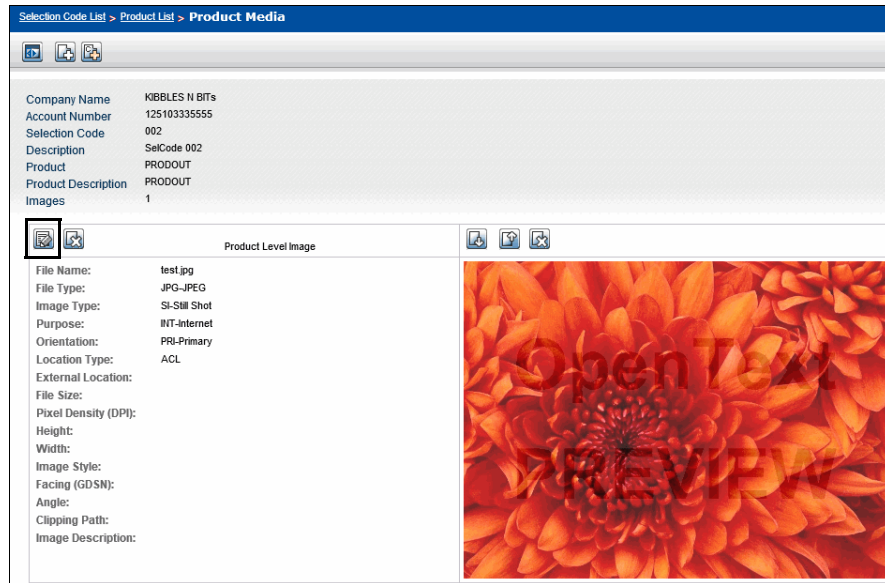 Selection Code List > Product List > Product Media
Company Name KIBBLES N BITs
Account Number 125103335555
Selection Code 002
Description SelCode 002
Product PRODOUT
Product Description PRODOUT
Images 1
Product Level Image
File Name: test.jpg
File Type: JPG-JPEG
Image Type: SI-Still Shot
Purpose: INT-Internet
Orientation: PRI-Primary
Location Type: ACL
External Location:
File Size:
Pixel Density (DPI):
Height:
Width:
Image Style:
Facing (GDSN):
Angle:
Clipping Path:
Image Description:
OpenText
PREVIEW